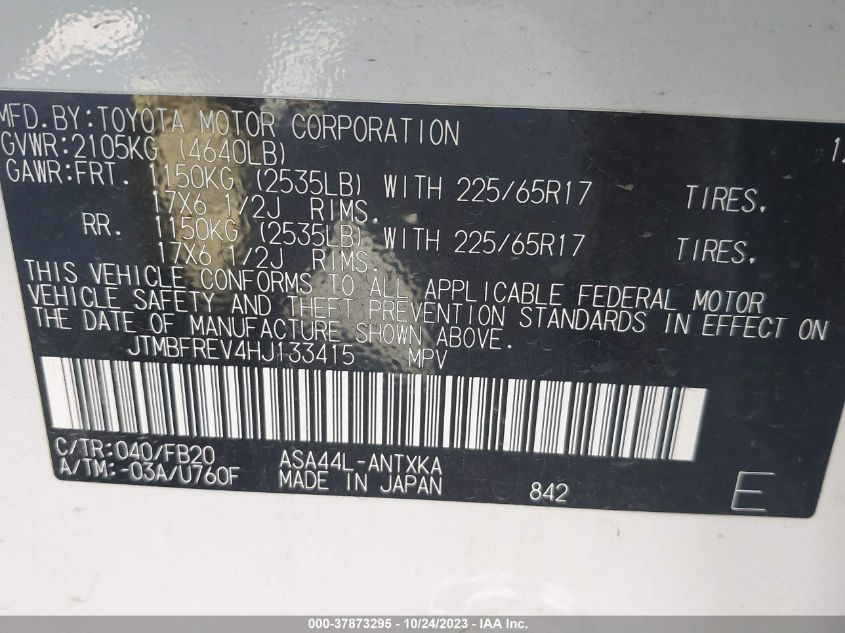 MFD.BY:TOYOTA MOTOR CORPORATION
GVWR:2105KG (4640LB)
GAWR:FRT. 1150KG (2535LB) WITH 225/65R17 TIRES.
17X6 1/2J RIMS.
RR. 1150KG (2535LB) WITH 225/65R17 TIRES.
17X6 1/2J RIMS.
THIS VEHICLE CONFORMS TO ALL APPLICABLE FEDERAL MOTOR
VEHICLE SAFETY AND THEFT PREVENTION STANDARDS IN EFFECT ON
THE DATE OF MANUFACTURE SHOWN ABOVE.
JTMBFREV4HJ133415 MPV
C/TR:040/FB20 ASA44L-ANTXKA
A/TM:-03A/U760F MADE IN JAPAN 842 E
000-37873295 - 10/24/2023 - IAA Inc.